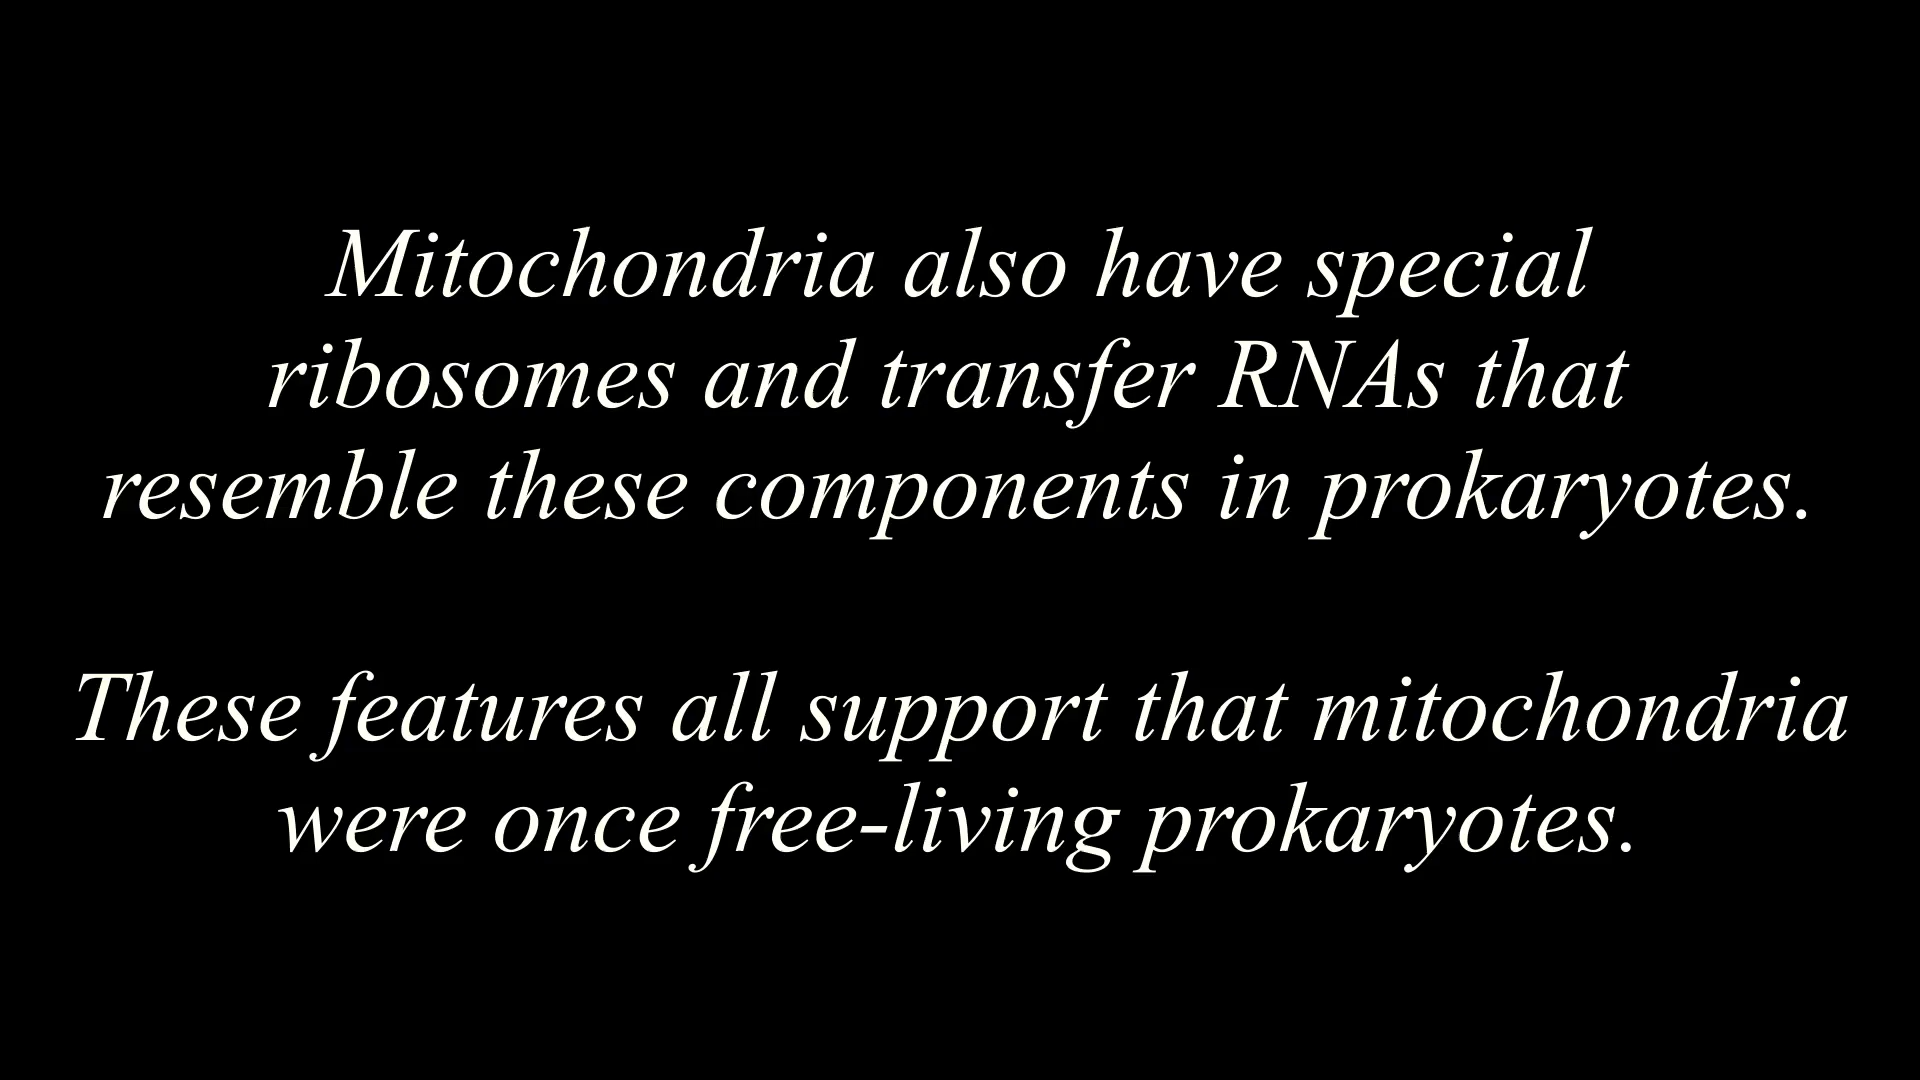 Mitochondria also have special
ribosomes and transfer RNAs that
resemble these components in prokaryotes.
These features all support that mitochondria
were once free-living prokaryotes.